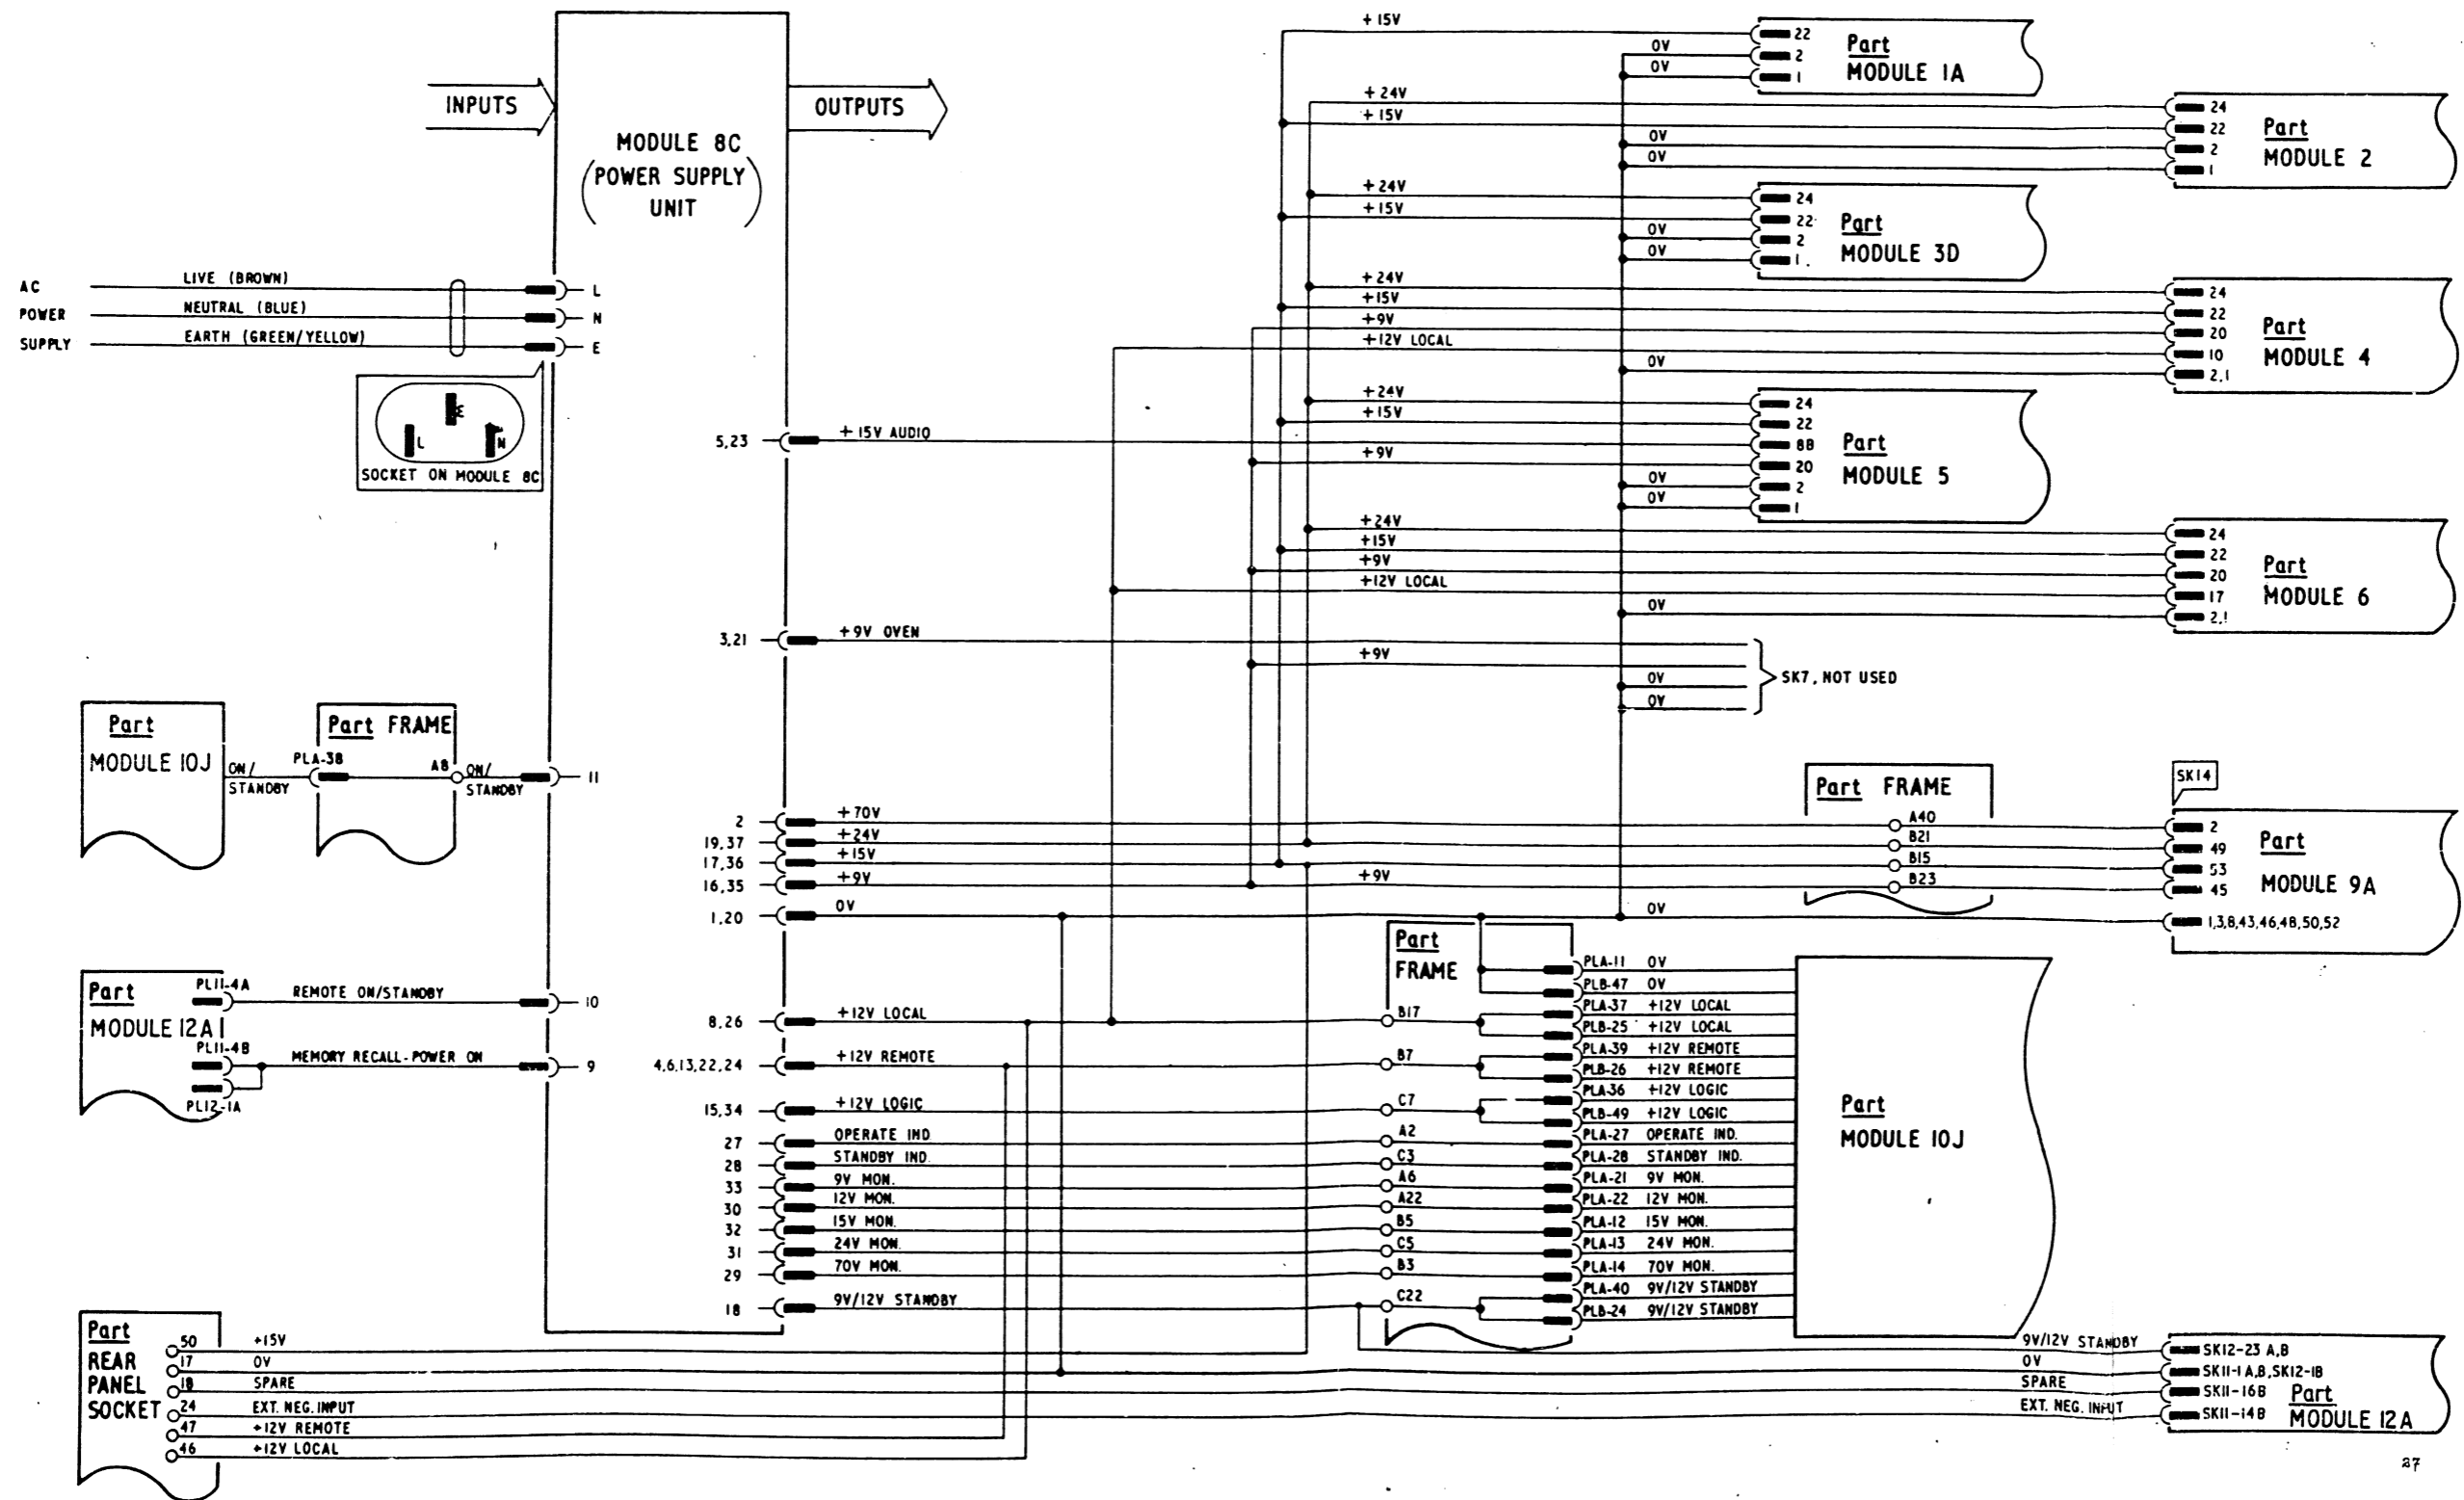 INPUTS
OUTPUTS
MODULE 8C
(POWER SUPPLY
UNIT)
AC
POWER
SUPPLY
LIVE (BROWN)
NEUTRAL (BLUE)
EARTH (GREEN/YELLOW)
L
N
E
E
L
N
SOCKET ON MODULE 8C
5,23
+15V AUDIO
3,21
+9V OVEN
Part
MODULE 10J
ON/
STANDBY
PLA-38
Part FRAME
A8
ON/
STANDBY
11
2
+70V
19,37
+24V
17,36
+15V
16,35
+9V
1,20
0V
Part
MODULE 12A
PL11-4A
REMOTE ON/STANDBY
10
PL11-4B
MEMORY RECALL-POWER ON
9
PL12-1A
8,26
+12V LOCAL
4,6,13,22,24
+12V REMOTE
15,34
+12V LOGIC
27
OPERATE IND
28
STANDBY IND.
33
9V MON.
30
12V MON.
32
15V MON.
31
24V MON.
29
70V MON.
18
9V/12V STANDBY
Part
REAR
PANEL
SOCKET
50
+15V
17
0V
18
SPARE
24
EXT. NEG. INPUT
47
+12V REMOTE
46
+12V LOCAL
+15V
0V
0V
22
2
1
Part
MODULE 1A
+24V
+15V
0V
0V
24
22
2
1
Part
MODULE 2
+24V
+15V
0V
0V
24
22
2
1
Part
MODULE 3D
+24V
+15V
+9V
+12V LOCAL
0V
24
22
20
10
2,1
Part
MODULE 4
+24V
+15V
+9V
0V
0V
24
22
8B
20
2
1
Part
MODULE 5
+24V
+15V
+9V
+12V LOCAL
0V
24
22
20
17
2,1
Part
MODULE 6
+9V
0V
0V
SK7, NOT USED
Part FRAME
A40
B21
B15
B23
+9V
0V
SK14
2
49
53
45
1,3,8,43,46,48,50,52
Part
MODULE 9A
Part
FRAME
B17
B7
C7
A2
C3
A6
A22
B5
C5
B3
C22
PLA-11 0V
PLB-47 0V
PLA-37 +12V LOCAL
PLB-25 +12V LOCAL
PLA-39 +12V REMOTE
PLB-26 +12V REMOTE
PLA-36 +12V LOGIC
PLB-49 +12V LOGIC
PLA-27 OPERATE IND.
PLA-28 STANDBY IND.
PLA-21 9V MON.
PLA-22 12V MON.
PLA-12 15V MON.
PLA-13 24V MON.
PLA-14 70V MON.
PLA-40 9V/12V STANDBY
PLB-24 9V/12V STANDBY
Part
MODULE 10J
9V/12V STANDBY
0V
SPARE
EXT. NEG. INPUT
SK12-23 A,B
SK11-1A,B,SK12-1B
SK11-16B
SK11-14B
Part
MODULE 12A
27